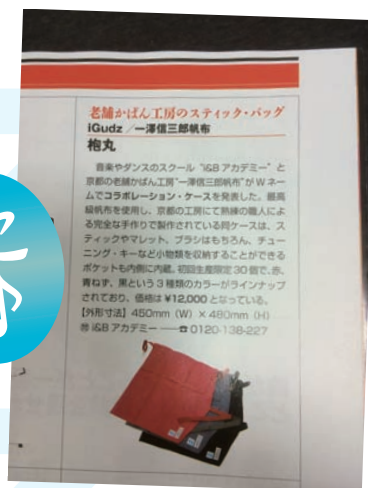 老舗かばん工房のスティック・バッグ
iGudz／一澤信三郎帆布
枹丸
音楽やダンスのスクール“i&Bアカデミー”と
京都の老舗かばん工房“一澤信三郎帆布”がWネー
ムでコラボレーション・ケースを発表した。最高
級帆布を使用し、京都の工房にて熟練の職人によ
る完全な手作りで製作されている同ケースは、ス
ティックやマレット、ブラシはもちろん、チュー
ニング・キーなど小物類を収納することができる
ポケットも内側に内蔵。初回生産限定30個で、赤、
青ねず、黒という3種類のカラーがラインナップ
されており、価格は¥12,000となっている。
【外形寸法】450mm（W）×480mm（H）
i&Bアカデミー ──☎0120-138-227